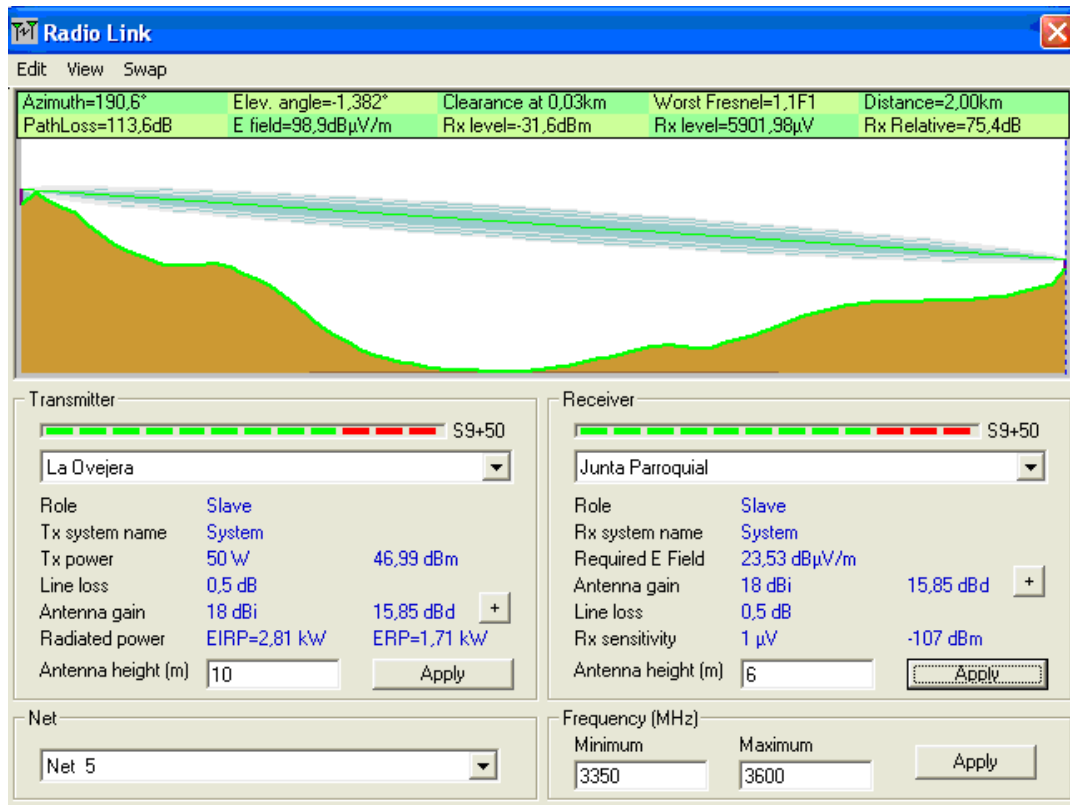 Radio Link
Edit View Swap
Azimuth=190,6° Elev. angle=-1,382° Clearance at 0,03km Worst Fresnel=1,1F1 Distance=2,00km
PathLoss=113,6dB E field=98,9dBµV/m Rx level=-31,6dBm Rx level=5901,98µV Rx Relative=75,4dB
Transmitter
S9+50
La Ovejera
Role Slave
Tx system name System
Tx power 50 W 46,99 dBm
Line loss 0,5 dB
Antenna gain 18 dBi 15,85 dBd +
Radiated power EIRP=2,81 kW ERP=1,71 kW
Antenna height (m) 10 Apply
Receiver
S9+50
Junta Parroquial
Role Slave
Rx system name System
Required E Field 23,53 dBµV/m
Antenna gain 18 dBi 15,85 dBd +
Line loss 0,5 dB
Rx sensitivity 1 µV -107 dBm
Antenna height (m) 6 Apply
Net
Net 5
Frequency (MHz)
Minimum Maximum
3350 3600 Apply